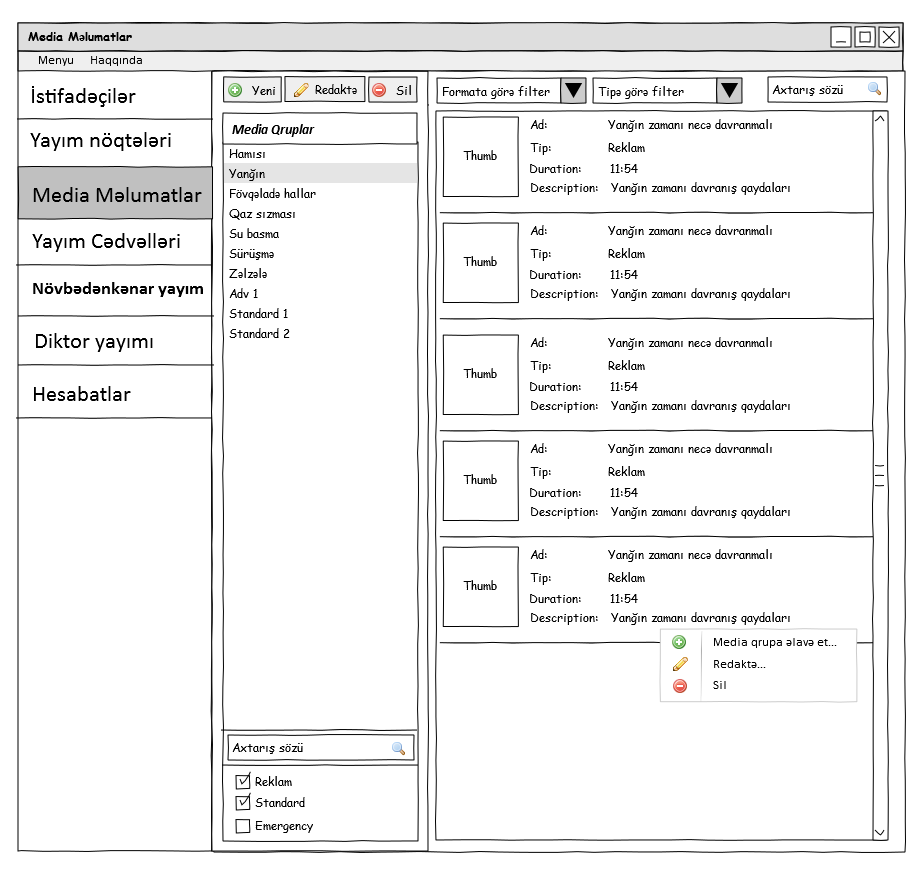 Media Məlumatlar
Menyu Haqqında
İstifadəçilər
Yayım nöqtələri
Media Məlumatlar
Yayım Cədvəlləri
Növbədənkənar yayım
Diktor yayımı
Hesabatlar
Yeni Redaktə Sil
Media Qruplar
Hamısı
Yanğın
Fövqəladə hallar
Qaz sızması
Su basma
Sürüşmə
Zəlzələ
Adv 1
Standard 1
Standard 2
Axtarış sözü
Reklam
Standard
Emergency
Formata görə filter Tipə görə filter Axtarış sözü
Thumb
Ad: Yanğın zamanı necə davranmalı
Tip: Reklam
Duration: 11:54
Description: Yanğın zamanı davranış qaydaları
Thumb
Ad: Yanğın zamanı necə davranmalı
Tip: Reklam
Duration: 11:54
Description: Yanğın zamanı davranış qaydaları
Thumb
Ad: Yanğın zamanı necə davranmalı
Tip: Reklam
Duration: 11:54
Description: Yanğın zamanı davranış qaydaları
Thumb
Ad: Yanğın zamanı necə davranmalı
Tip: Reklam
Duration: 11:54
Description: Yanğın zamanı davranış qaydaları
Thumb
Ad: Yanğın zamanı necə davranmalı
Tip: Reklam
Duration: 11:54
Description: Yanğın zamanı davranış qaydaları
Media qrupa əlavə et...
Redaktə...
Sil